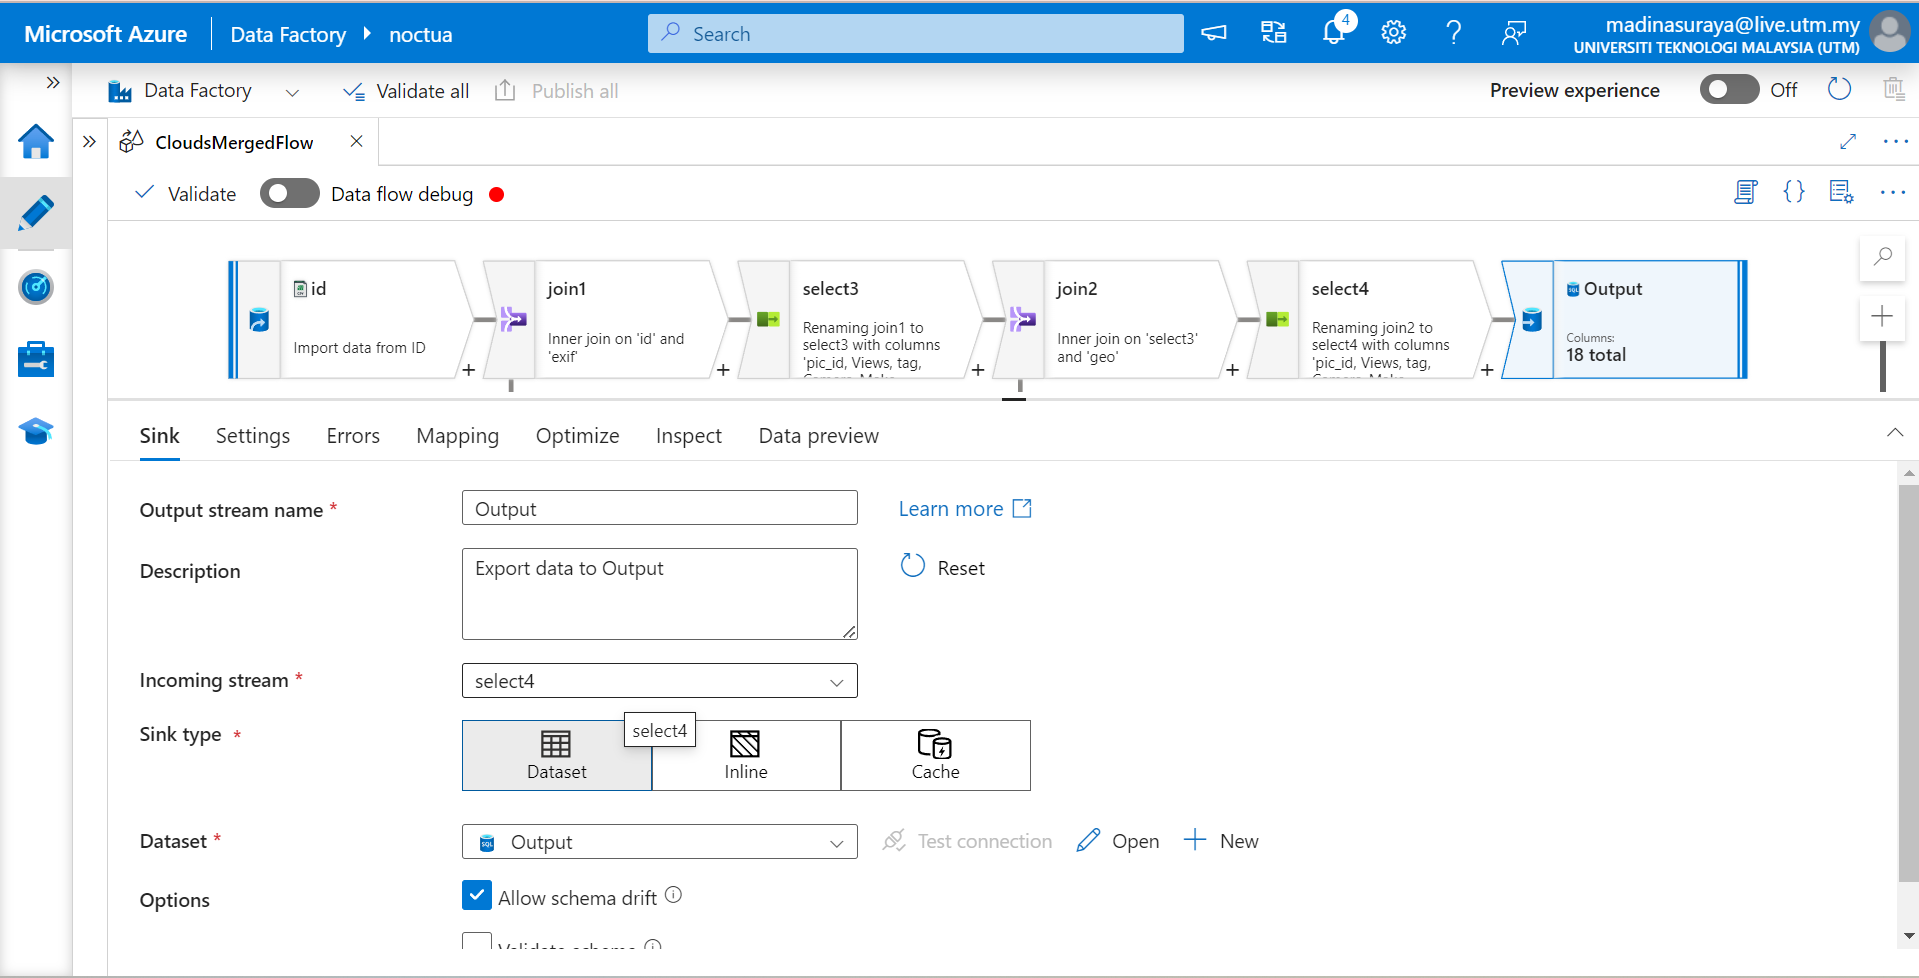 Microsoft Azure
Data Factory
noctua
Search
4
madinasuraya@live.utm.my
UNIVERSITI TEKNOLOGI MALAYSIA (UTM)
Data Factory
Validate all
Publish all
Preview experience
Off
CloudsMergedFlow
Validate
Data flow debug
id
Import data from ID
join1
Inner join on 'id' and
'exif'
select3
Renaming join1 to
select3 with columns
'pic_id, Views, tag,
join2
Inner join on 'select3'
and 'geo'
select4
Renaming join2 to
select4 with columns
'pic_id, Views, tag,
Output
Columns:
18 total
Sink
Settings
Errors
Mapping
Optimize
Inspect
Data preview
Output stream name *
Output
Learn more
Description
Export data to Output
Reset
Incoming stream *
select4
Sink type *
select4
Dataset
Inline
Cache
Dataset *
SQL
Output
Test connection
Open
New
Options
Allow schema drift
Validate schema